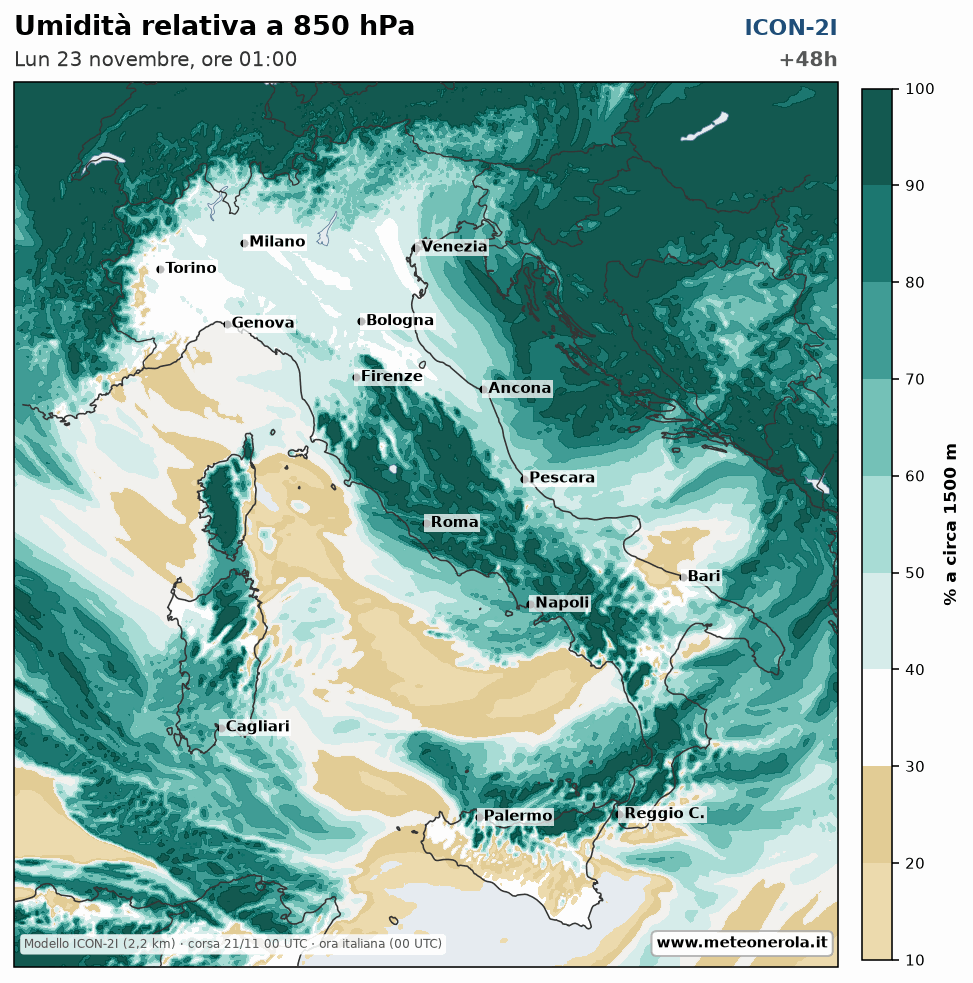 Umidità relativa a 850 hPa
ICON-2I
Lun 23 novembre, ore 01:00
+48h
100
90
80
70
60
50
40
30
20
10
% a circa 1500 m
Milano
Venezia
Torino
Genova
Bologna
Firenze
Ancona
Pescara
Roma
Bari
Napoli
Cagliari
Palermo
Reggio C.
Modello ICON-2I (2,2 km) · corsa 21/11 00 UTC · ora italiana (00 UTC)
www.meteonerola.it